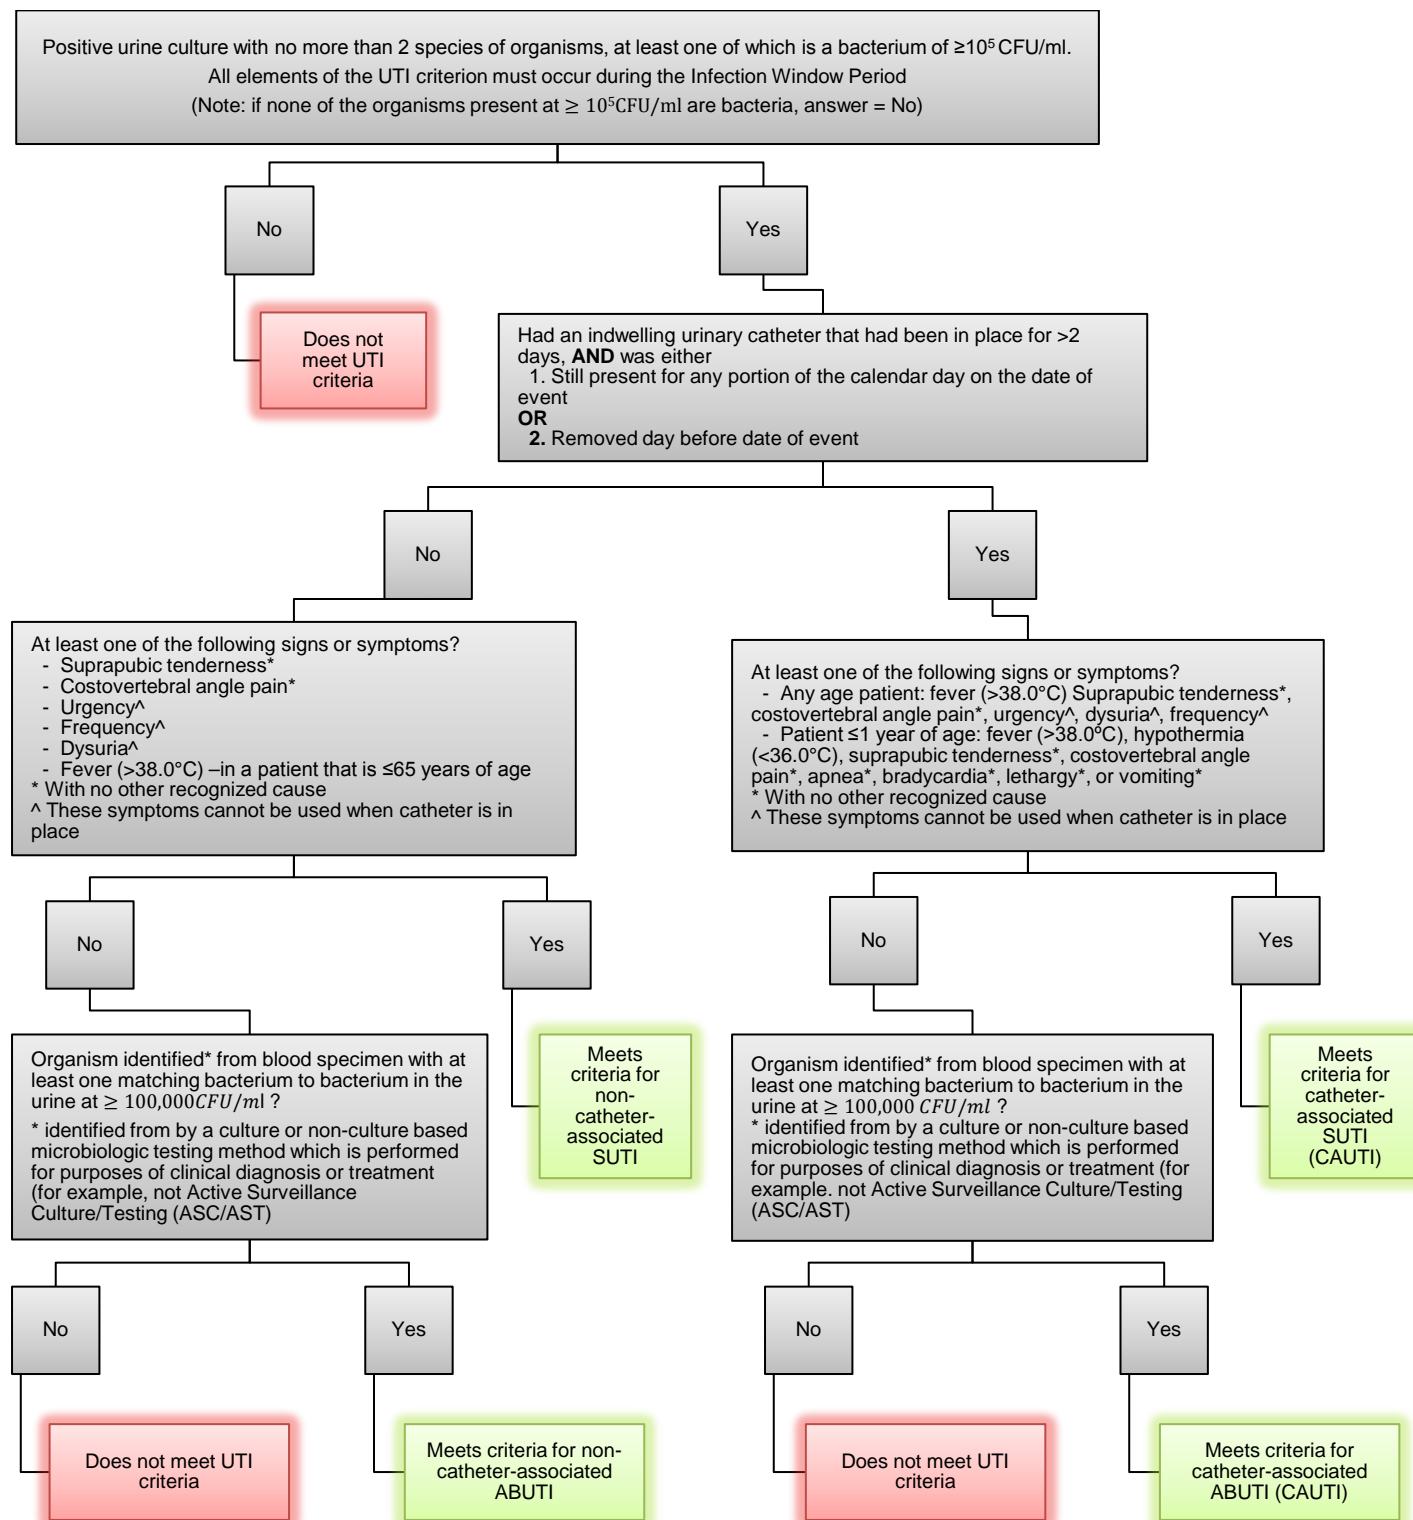 Positive urine culture with no more than 2 species of organisms, at least one of which is a bacterium of ≥10⁵ CFU/ml.
All elements of the UTI criterion must occur during the Infection Window Period
(Note: if none of the organisms present at ≥ 10⁵CFU/ml are bacteria, answer = No)
No
Yes
Does not
meet UTI
criteria
Had an indwelling urinary catheter that had been in place for >2
days, AND was either
1. Still present for any portion of the calendar day on the date of
event
OR
2. Removed day before date of event
No
Yes
At least one of the following signs or symptoms?
- Suprapubic tenderness*
- Costovertebral angle pain*
- Urgency^
- Frequency^
- Dysuria^
- Fever (>38.0°C) –in a patient that is ≤65 years of age
* With no other recognized cause
^ These symptoms cannot be used when catheter is in
place
At least one of the following signs or symptoms?
- Any age patient: fever (>38.0°C) Suprapubic tenderness*,
costovertebral angle pain*, urgency^, dysuria^, frequency^
- Patient ≤1 year of age: fever (>38.0ºC), hypothermia
(<36.0°C), suprapubic tenderness*, costovertebral angle
pain*, apnea*, bradycardia*, lethargy*, or vomiting*
* With no other recognized cause
^ These symptoms cannot be used when catheter is in place
No
Yes
No
Yes
Organism identified* from blood specimen with at
least one matching bacterium to bacterium in the
urine at ≥ 100,000CFU/ml ?
* identified from by a culture or non-culture based
microbiologic testing method which is performed
for purposes of clinical diagnosis or treatment
(for example, not Active Surveillance
Culture/Testing (ASC/AST)
Meets
criteria for
non-
catheter-
associated
SUTI
Organism identified* from blood specimen with at
least one matching bacterium to bacterium in the
urine at ≥ 100,000 CFU/ml ?
* identified from by a culture or non-culture based
microbiologic testing method which is performed
for purposes of clinical diagnosis or treatment (for
example. not Active Surveillance Culture/Testing
(ASC/AST)
Meets
criteria for
catheter-
associated
SUTI
(CAUTI)
No
Yes
No
Yes
Does not meet UTI
criteria
Meets criteria for non-
catheter-associated
ABUTI
Does not meet UTI
criteria
Meets criteria for
catheter-associated
ABUTI (CAUTI)